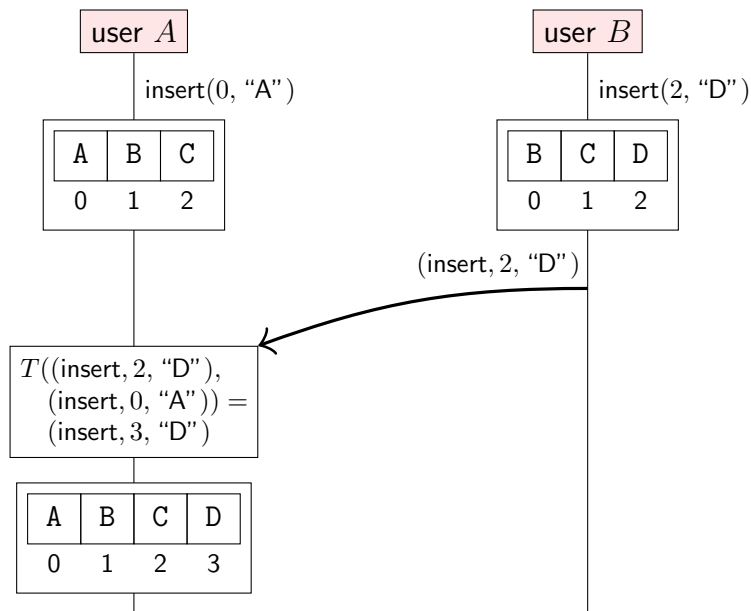 user A
user B
insert(0, “A”)
insert(2, “D”)
A B C
0 1 2
B C D
0 1 2
(insert, 2, “D”)
T((insert, 2, “D”),
(insert, 0, “A”)) =
(insert, 3, “D”)
A B C D
0 1 2 3